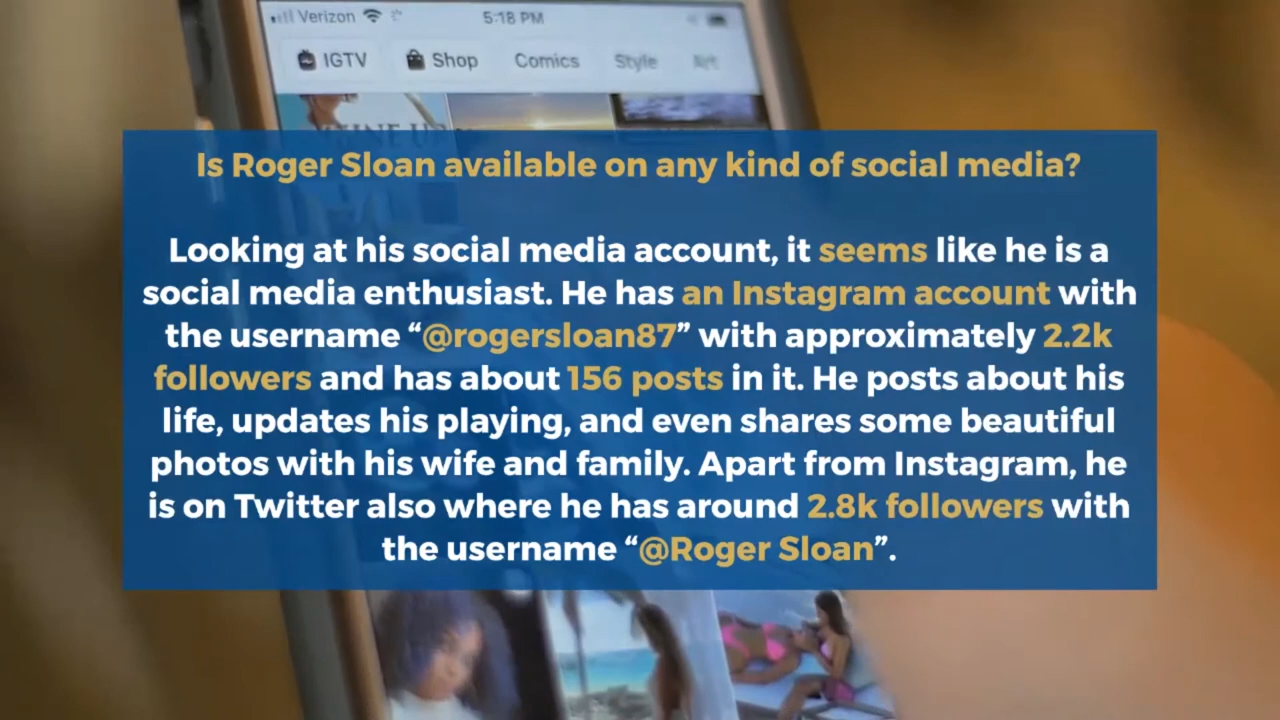 Verizon 5:18 PM
IGTV Shop Comics Style Art
Is Roger Sloan available on any kind of social media?
Looking at his social media account, it seems like he is a
social media enthusiast. He has an Instagram account with
the username “@rogersloan87” with approximately 2.2k
followers and has about 156 posts in it. He posts about his
life, updates his playing, and even shares some beautiful
photos with his wife and family. Apart from Instagram, he
is on Twitter also where he has around 2.8k followers with
the username “@Roger Sloan”.